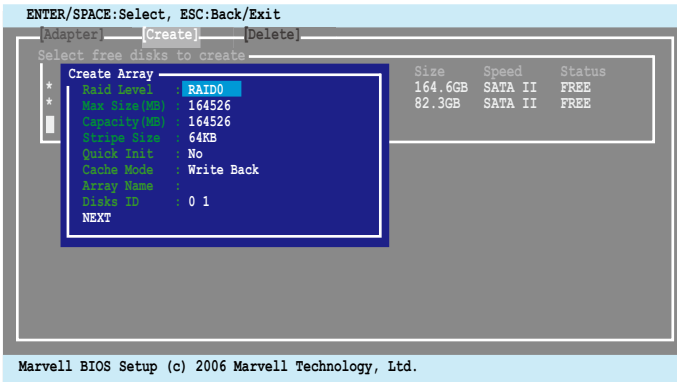 ENTER/SPACE:Select, ESC:Back/Exit
[Adapter] [Create] [Delete]
Select free disks to create
Size Speed Status
* 164.6GB SATA II FREE
* 82.3GB SATA II FREE
Create Array
Raid Level : RAID0
Max Size(MB) : 164526
Capacity(MB) : 164526
Stripe Size : 64KB
Quick Init : No
Cache Mode : Write Back
Array Name :
Disks ID : 0 1
NEXT
Marvell BIOS Setup (c) 2006 Marvell Technology, Ltd.